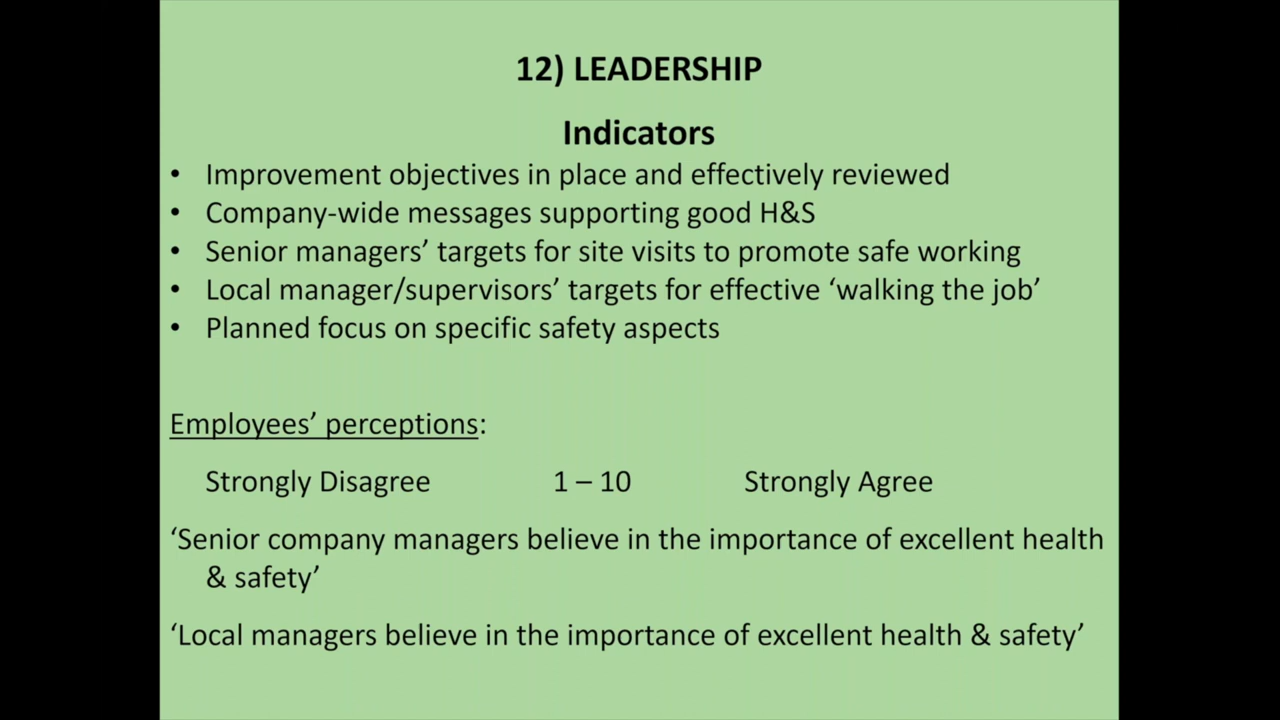 12) LEADERSHIP
Indicators
• Improvement objectives in place and effectively reviewed
• Company-wide messages supporting good H&S
• Senior managers’ targets for site visits to promote safe working
• Local manager/supervisors’ targets for effective ‘walking the job’
• Planned focus on specific safety aspects
Employees’ perceptions:
Strongly Disagree 1 – 10 Strongly Agree
‘Senior company managers believe in the importance of excellent health
& safety’
‘Local managers believe in the importance of excellent health & safety’